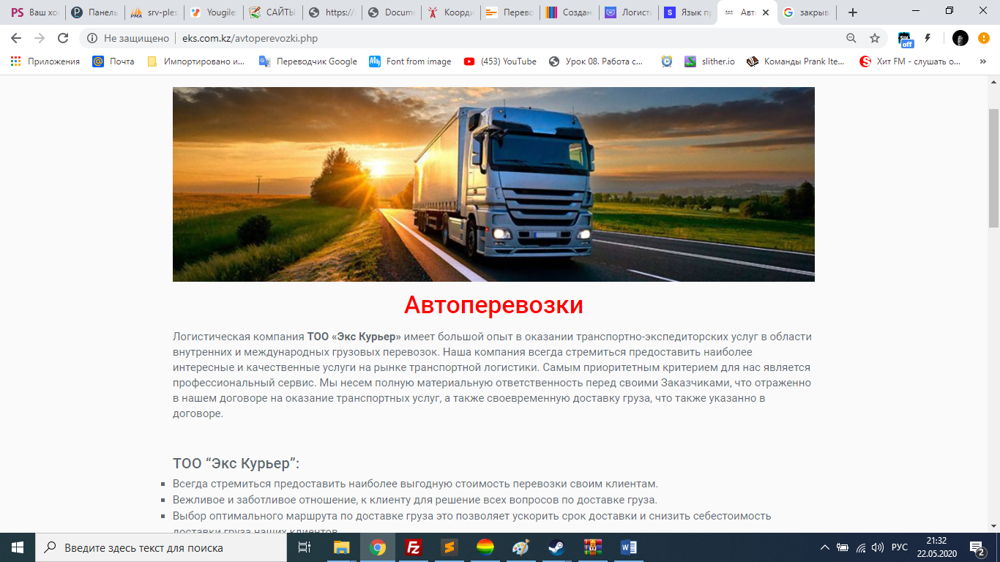 PS Ваш хо
Панель
srv-ples
Yougile
САЙТЫ
https://
Docume
Коорди
Перево
Создан
Логисти
Язык пр
Авт
закрыв
Не защищено | eks.com.kz/avtoperevozki.php
off
Приложения
Почта
Импортировано и...
Переводчик Google
Font from image
(453) YouTube
Урок 08. Работа с...
slither.io
Команды Prank Ite...
Хит FM - слушать о...
»
Автоперевозки
Логистическая компания ТОО «Экс Курьер» имеет большой опыт в оказании транспортно-экспедиторских услуг в области
внутренних и международных грузовых перевозок. Наша компания всегда стремиться предоставить наиболее
интересные и качественные услуги на рынке транспортной логистики. Самым приоритетным критерием для нас является
профессиональный сервис. Мы несем полную материальную ответственность перед своими Заказчиками, что отраженно
в нашем договоре на оказание транспортных услуг, а также своевременную доставку груза, что также указанно в
договоре.
ТОО “Экс Курьер”:
Всегда стремиться предоставить наиболее выгодную стоимость перевозки своим клиентам.
Вежливое и заботливое отношение, к клиенту для решение всех вопросов по доставке груза.
Выбор оптимального маршрута по доставке груза это позволяет ускорить срок доставки и снизить себестоимость
доставки груза наших клиентов
Введите здесь текст для поиска
РУС
21:32
22.05.2020
2